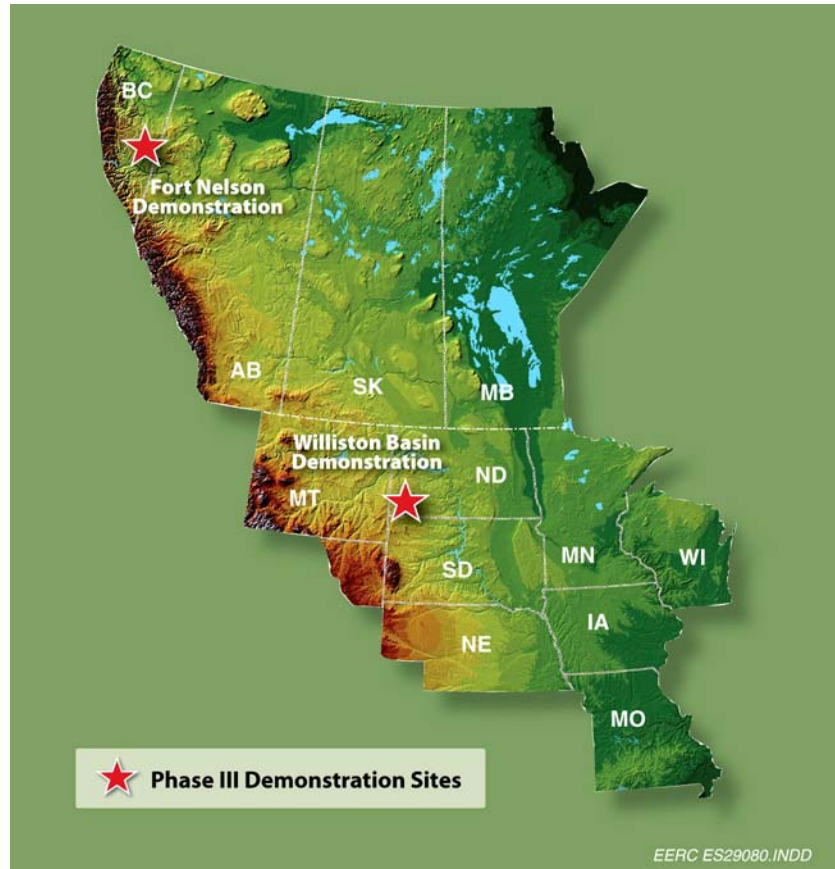 BC
Fort Nelson
Demonstration
AB
SK
MB
Williston Basin
Demonstration
ND
MT
MN
WI
SD
IA
NE
MO
Phase III Demonstration Sites
EERC ES29080.INDD